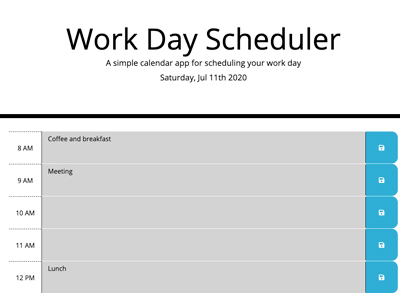 Work Day Scheduler
A simple calendar app for scheduling your work day
Saturday, Jul 11th 2020
8 AM
Coffee and breakfast
9 AM
Meeting
10 AM
11 AM
12 PM
Lunch